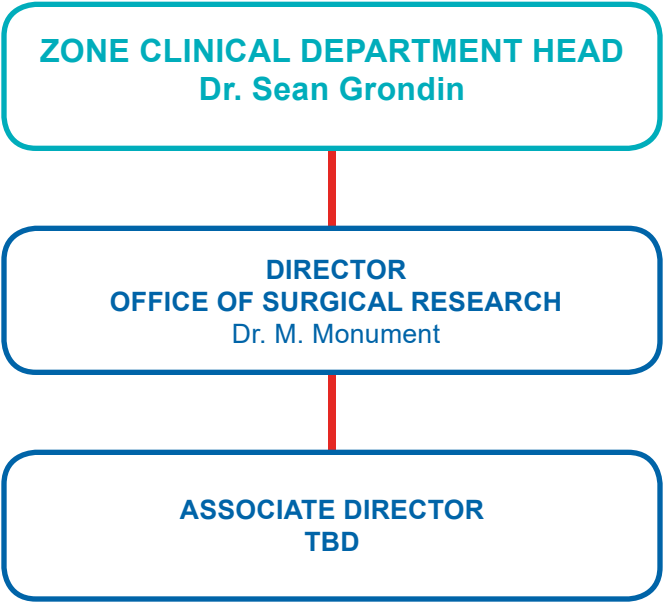 ZONE CLINICAL DEPARTMENT HEAD
Dr. Sean Grondin
DIRECTOR
OFFICE OF SURGICAL RESEARCH
Dr. M. Monument
ASSOCIATE DIRECTOR
TBD